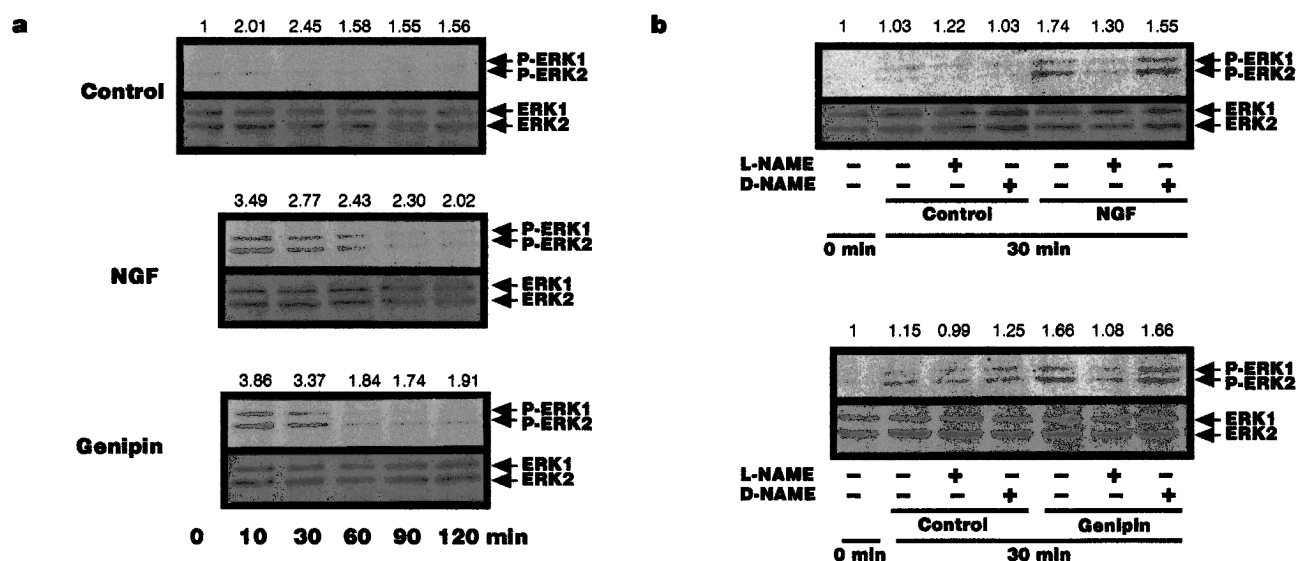 a
1 2.01 2.45 1.58 1.55 1.56
Control
P-ERK1
P-ERK2
ERK1
ERK2
3.49 2.77 2.43 2.30 2.02
NGF
P-ERK1
P-ERK2
ERK1
ERK2
3.86 3.37 1.84 1.74 1.91
Genipin
P-ERK1
P-ERK2
ERK1
ERK2
0 10 30 60 90 120 min
b
1 1.03 1.22 1.03 1.74 1.30 1.55
P-ERK1
P-ERK2
ERK1
ERK2
L-NAME − − + − − + −
D-NAME − − − + − − +
Control NGF
0 min 30 min
1 1.15 0.99 1.25 1.66 1.08 1.66
P-ERK1
P-ERK2
ERK1
ERK2
L-NAME − − + − − + −
D-NAME − − − + − − +
Control Genipin
0 min 30 min